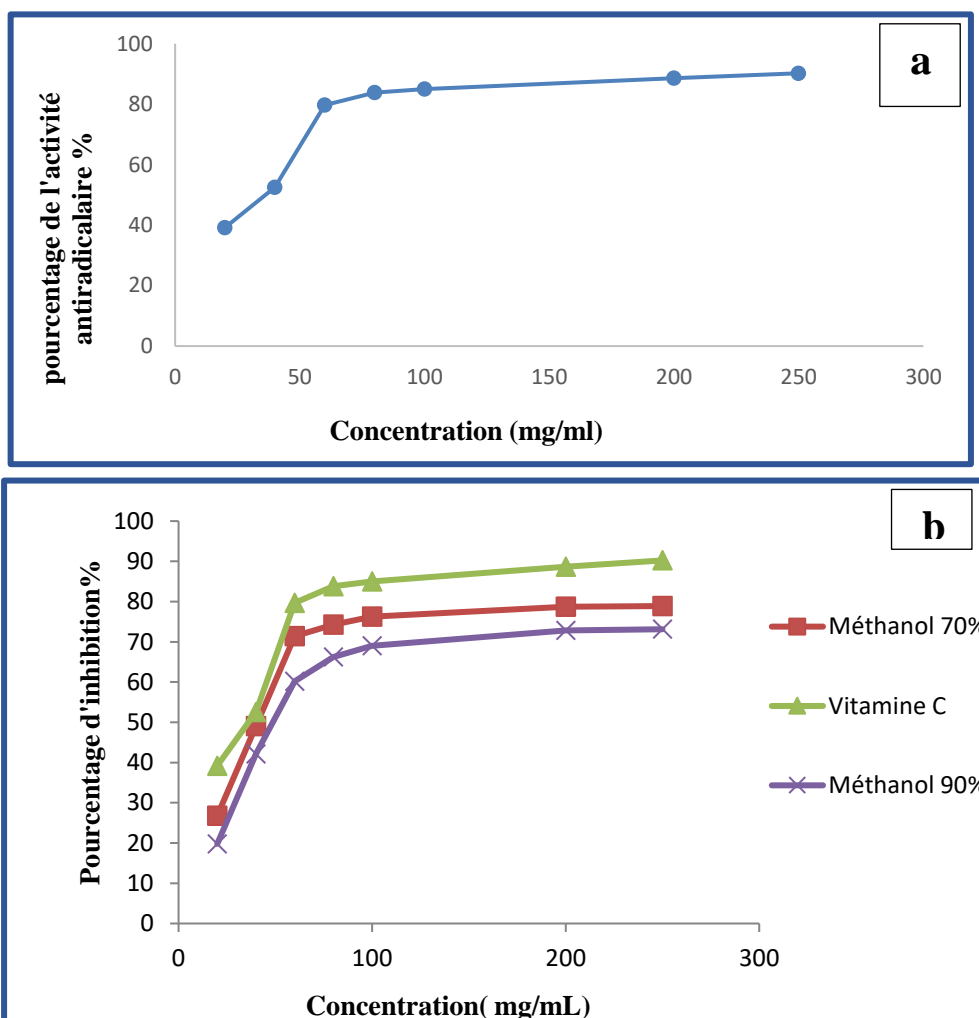 a
100
80
60
40
20
0
pourcentage de l'activité
antiradicalaire %
0 50 100 150 200 250 300
Concentration (mg/ml)
b
100
90
80
70
60
50
40
30
20
10
0
Pourcentage d'inhibition%
Méthanol 70%
Vitamine C
Méthanol 90%
0 100 200 300
Concentration( mg/mL)